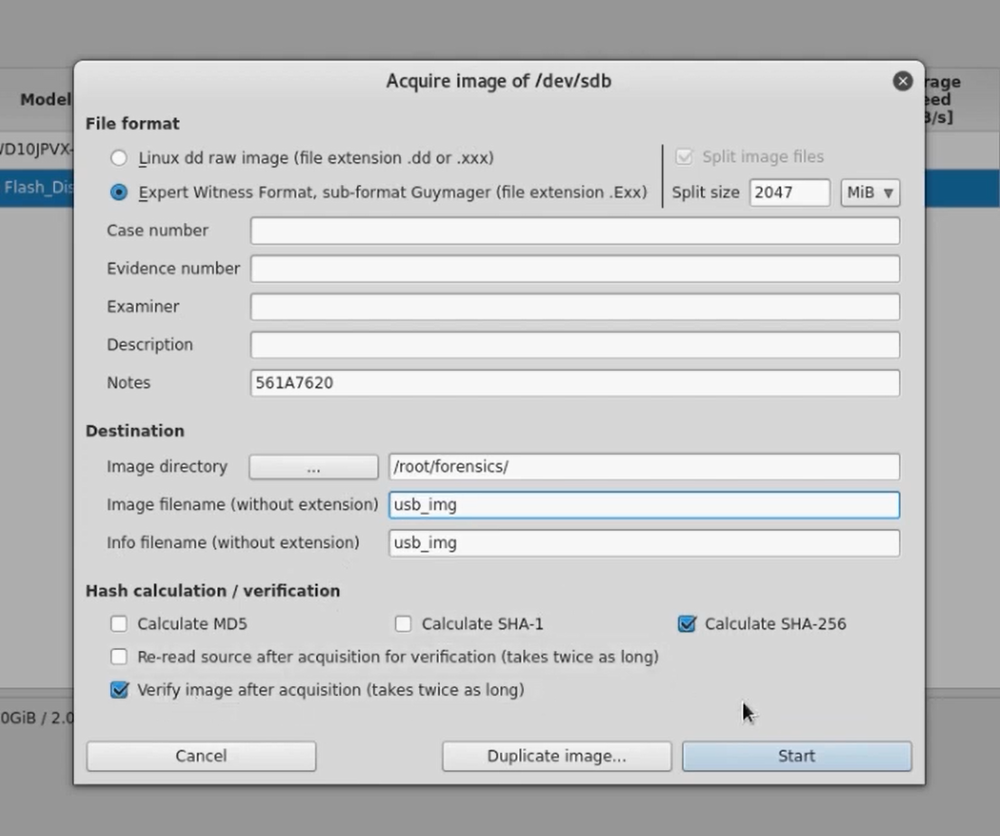 Acquire image of /dev/sdb
Model
rage
eed
B/s]
File format
WD10JPVX-
Flash_Dis
Linux dd raw image (file extension .dd or .xxx)
Split image files
Expert Witness Format, sub-format Guymager (file extension .Exx)
Split size 2047 MiB
Case number
Evidence number
Examiner
Description
Notes 561A7620
Destination
Image directory ... /root/forensics/
Image filename (without extension) usb_img
Info filename (without extension) usb_img
Hash calculation / verification
Calculate MD5 Calculate SHA-1 Calculate SHA-256
Re-read source after acquisition for verification (takes twice as long)
Verify image after acquisition (takes twice as long)
0GiB / 2.0
Cancel Duplicate image... Start